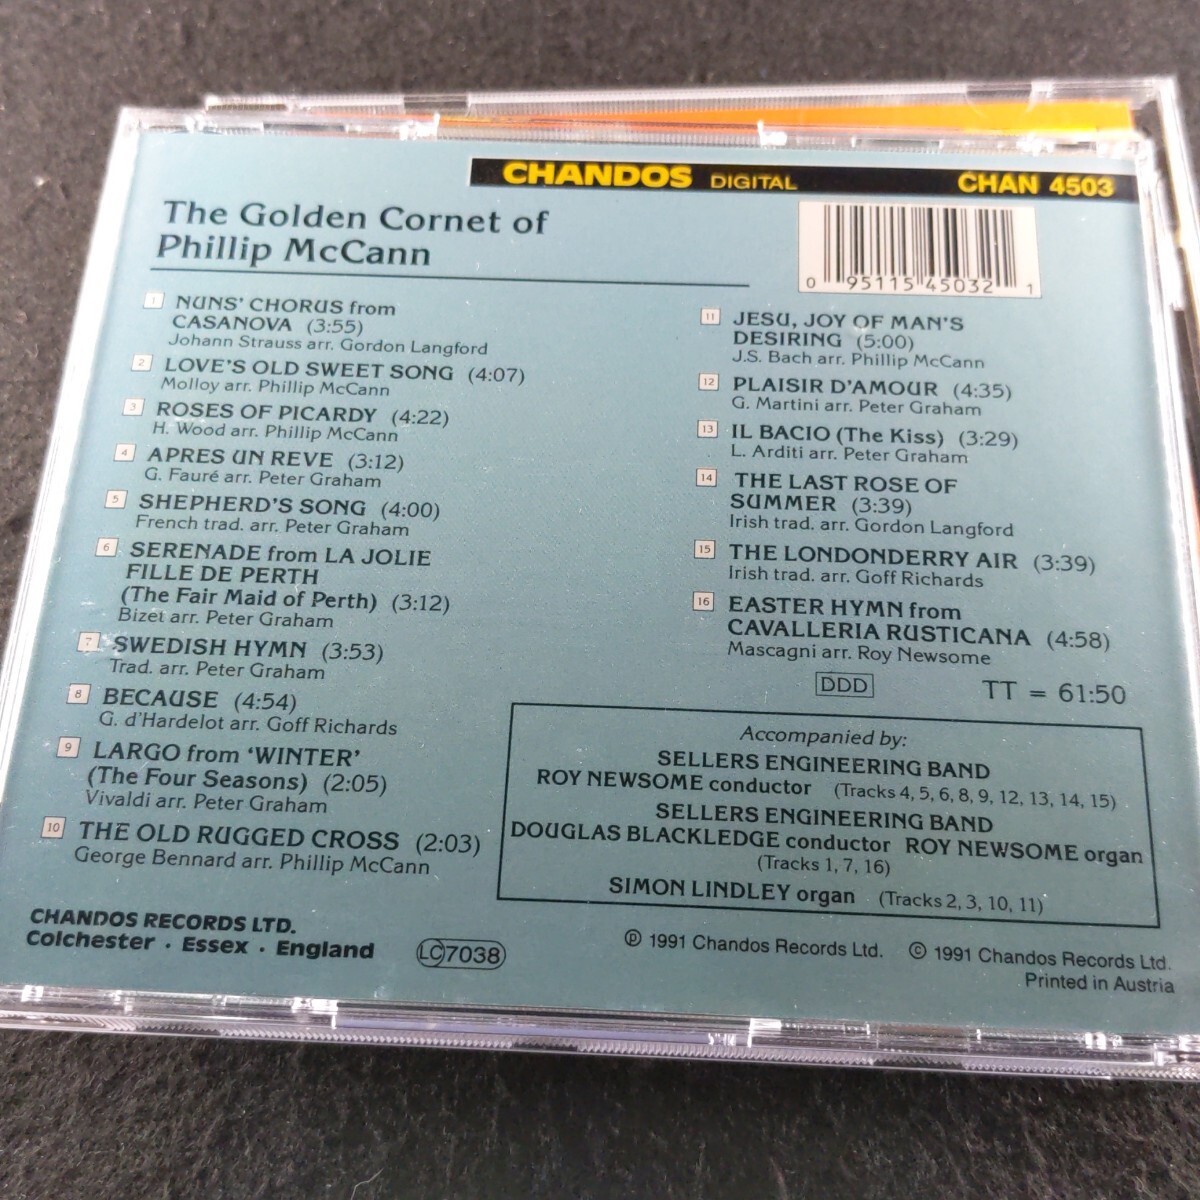 CHANDOS DIGITAL CHAN 4503
The Golden Cornet of
Phillip McCann
0 95115 45032 1
1 NUNS' CHORUS from
CASANOVA (3:55)
Johann Strauss arr. Gordon Langford
2 LOVE'S OLD SWEET SONG (4:07)
Molloy arr. Phillip McCann
3 ROSES OF PICARDY (4:22)
H. Wood arr. Phillip McCann
4 APRES UN REVE (3:12)
G. Fauré arr. Peter Graham
5 SHEPHERD'S SONG (4:00)
French trad. arr. Peter Graham
6 SERENADE from LA JOLIE
FILLE DE PERTH
(The Fair Maid of Perth) (3:12)
Bizet arr. Peter Graham
7 SWEDISH HYMN (3:53)
Trad. arr. Peter Graham
8 BECAUSE (4:54)
G. d'Hardelot arr. Goff Richards
9 LARGO from 'WINTER'
(The Four Seasons) (2:05)
Vivaldi arr. Peter Graham
10 THE OLD RUGGED CROSS (2:03)
George Bennard arr. Phillip McCann
11 JESU, JOY OF MAN'S
DESIRING (5:00)
J.S. Bach arr. Phillip McCann
12 PLAISIR D'AMOUR (4:35)
G. Martini arr. Peter Graham
13 IL BACIO (The Kiss) (3:29)
L. Arditi arr. Peter Graham
14 THE LAST ROSE OF
SUMMER (3:39)
Irish trad. arr. Gordon Langford
15 THE LONDONDERRY AIR (3:39)
Irish trad. arr. Goff Richards
16 EASTER HYMN from
CAVALLERIA RUSTICANA (4:58)
Mascagni arr. Roy Newsome
DDD TT = 61:50
Accompanied by:
SELLERS ENGINEERING BAND
ROY NEWSOME conductor (Tracks 4, 5, 6, 8, 9, 12, 13, 14, 15)
SELLERS ENGINEERING BAND
DOUGLAS BLACKLEDGE conductor ROY NEWSOME organ
(Tracks 1, 7, 16)
SIMON LINDLEY organ (Tracks 2, 3, 10, 11)
CHANDOS RECORDS LTD.
Colchester · Essex · England
LC 7038
℗ 1991 Chandos Records Ltd. © 1991 Chandos Records Ltd.
Printed in Austria